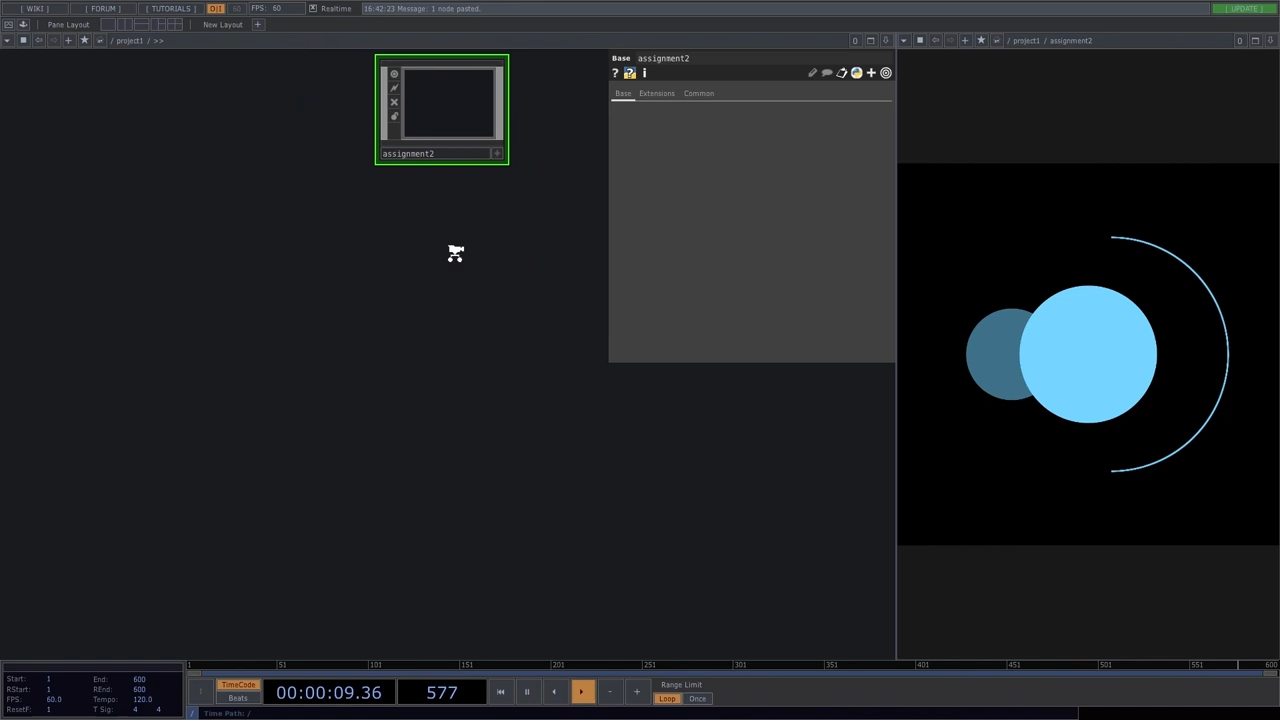 [ WIKI ] [ FORUM ] [ TUTORIALS ] O|I 60 FPS: 60 Realtime 16:42:23 Message: 1 node pasted. [ UPDATE ]
Pane Layout New Layout +
/ project1 / >> 0 / project1 / assignment2 0
Base assignment2
? ? i
Base Extensions Common
assignment2 +
1 51 101 151 201 251 301 351 401 451 501 551 600
Start: 1 End: 600
RStart: 1 REnd: 600
FPS: 60.0 Tempo: 120.0
ResetF: 1 T Sig: 4 4
TimeCode
Beats
00:00:09.36 577 - +
Range Limit
Loop Once
/ Time Path: /